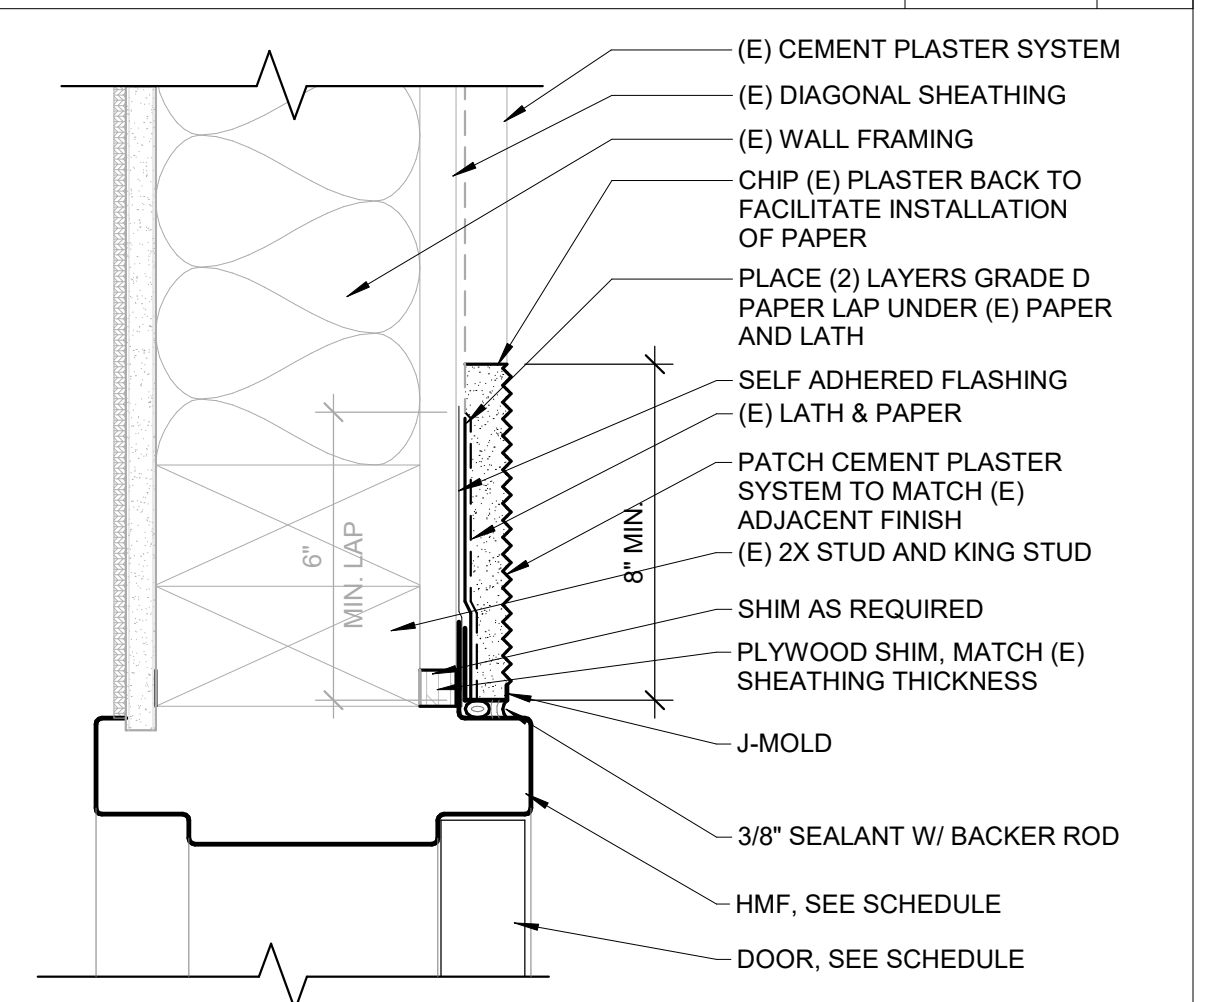 (E) CEMENT PLASTER SYSTEM
(E) DIAGONAL SHEATHING
(E) WALL FRAMING
CHIP (E) PLASTER BACK TO
FACILITATE INSTALLATION
OF PAPER
PLACE (2) LAYERS GRADE D
PAPER LAP UNDER (E) PAPER
AND LATH
SELF ADHERED FLASHING
(E) LATH & PAPER
PATCH CEMENT PLASTER
SYSTEM TO MATCH (E)
ADJACENT FINISH
(E) 2X STUD AND KING STUD
SHIM AS REQUIRED
PLYWOOD SHIM, MATCH (E)
SHEATHING THICKNESS
J-MOLD
3/8" SEALANT W/ BACKER ROD
HMF, SEE SCHEDULE
DOOR, SEE SCHEDULE
6"
MIN. LAP
8" MIN.